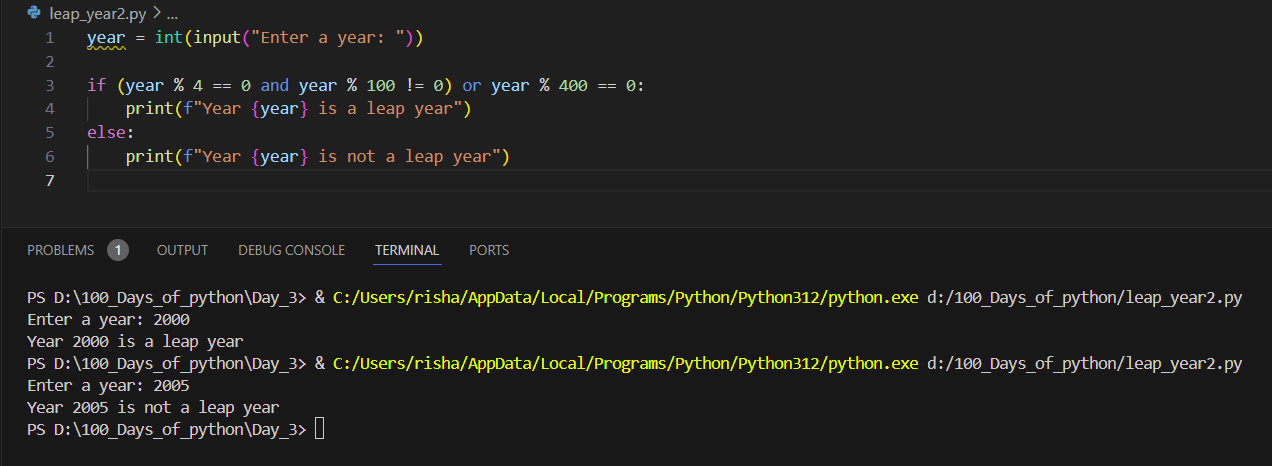 leap_year2.py > ...
1 year = int(input("Enter a year: "))
2
3 if (year % 4 == 0 and year % 100 != 0) or year % 400 == 0:
4     print(f"Year {year} is a leap year")
5 else:
6     print(f"Year {year} is not a leap year")
7
PROBLEMS 1 OUTPUT DEBUG CONSOLE TERMINAL PORTS
PS D:\100_Days_of_python\Day_3> & C:/Users/risha/AppData/Local/Programs/Python/Python312/python.exe d:/100_Days_of_python/leap_year2.py
Enter a year: 2000
Year 2000 is a leap year
PS D:\100_Days_of_python\Day_3> & C:/Users/risha/AppData/Local/Programs/Python/Python312/python.exe d:/100_Days_of_python/leap_year2.py
Enter a year: 2005
Year 2005 is not a leap year
PS D:\100_Days_of_python\Day_3>